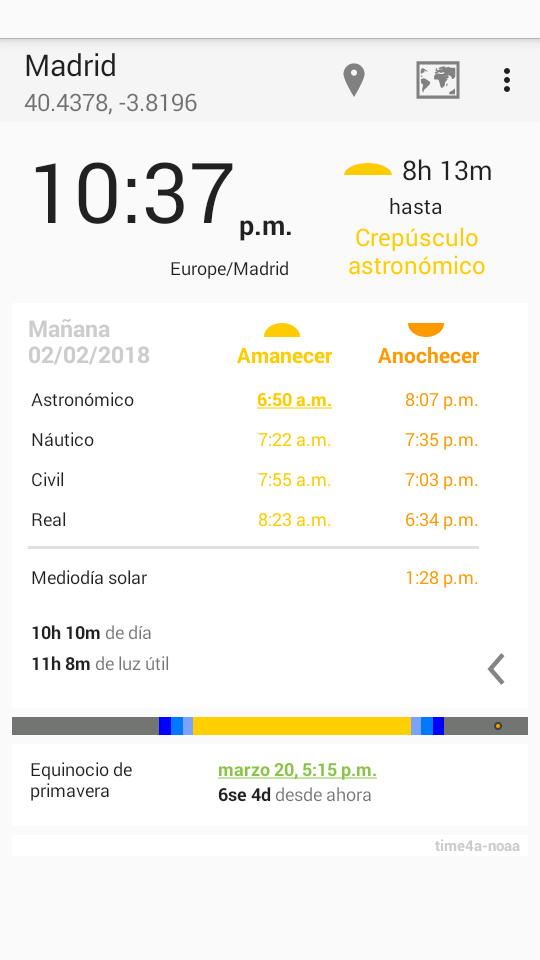 Madrid
40.4378, -3.8196
10:37 p.m.
Europe/Madrid
8h 13m
hasta
Crepúsculo
astronómico
Mañana
02/02/2018
Amanecer
Anochecer
Astronómico 6:50 a.m. 8:07 p.m.
Náutico 7:22 a.m. 7:35 p.m.
Civil 7:55 a.m. 7:03 p.m.
Real 8:23 a.m. 6:34 p.m.
Mediodía solar 1:28 p.m.
10h 10m de día
11h 8m de luz útil
Equinocio de
primavera
marzo 20, 5:15 p.m.
6se 4d desde ahora
time4a-noaa